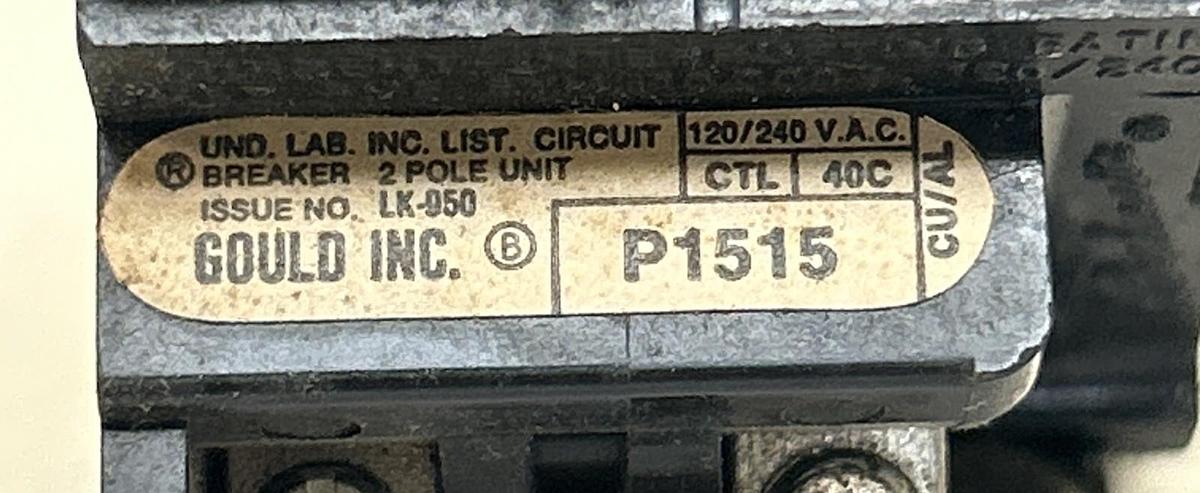 ® UND. LAB. INC. LIST. CIRCUIT
BREAKER 2 POLE UNIT
ISSUE NO. LK-950
GOULD INC. Ⓑ
120/240 V.A.C.
CTL 40C
P1515
CU/AL